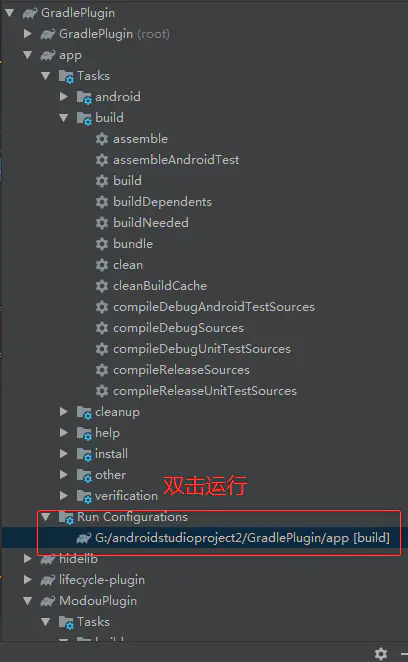 GradlePlugin
GradlePlugin (root)
app
Tasks
android
build
assemble
assembleAndroidTest
build
buildDependents
buildNeeded
bundle
clean
cleanBuildCache
compileDebugAndroidTestSources
compileDebugSources
compileDebugUnitTestSources
compileReleaseSources
compileReleaseUnitTestSources
cleanup
help
install
other
双击运行
verification
Run Configurations
G:/androidstudioproject2/GradlePlugin/app [build]
hidelib
lifecycle-plugin
ModouPlugin
Tasks
build